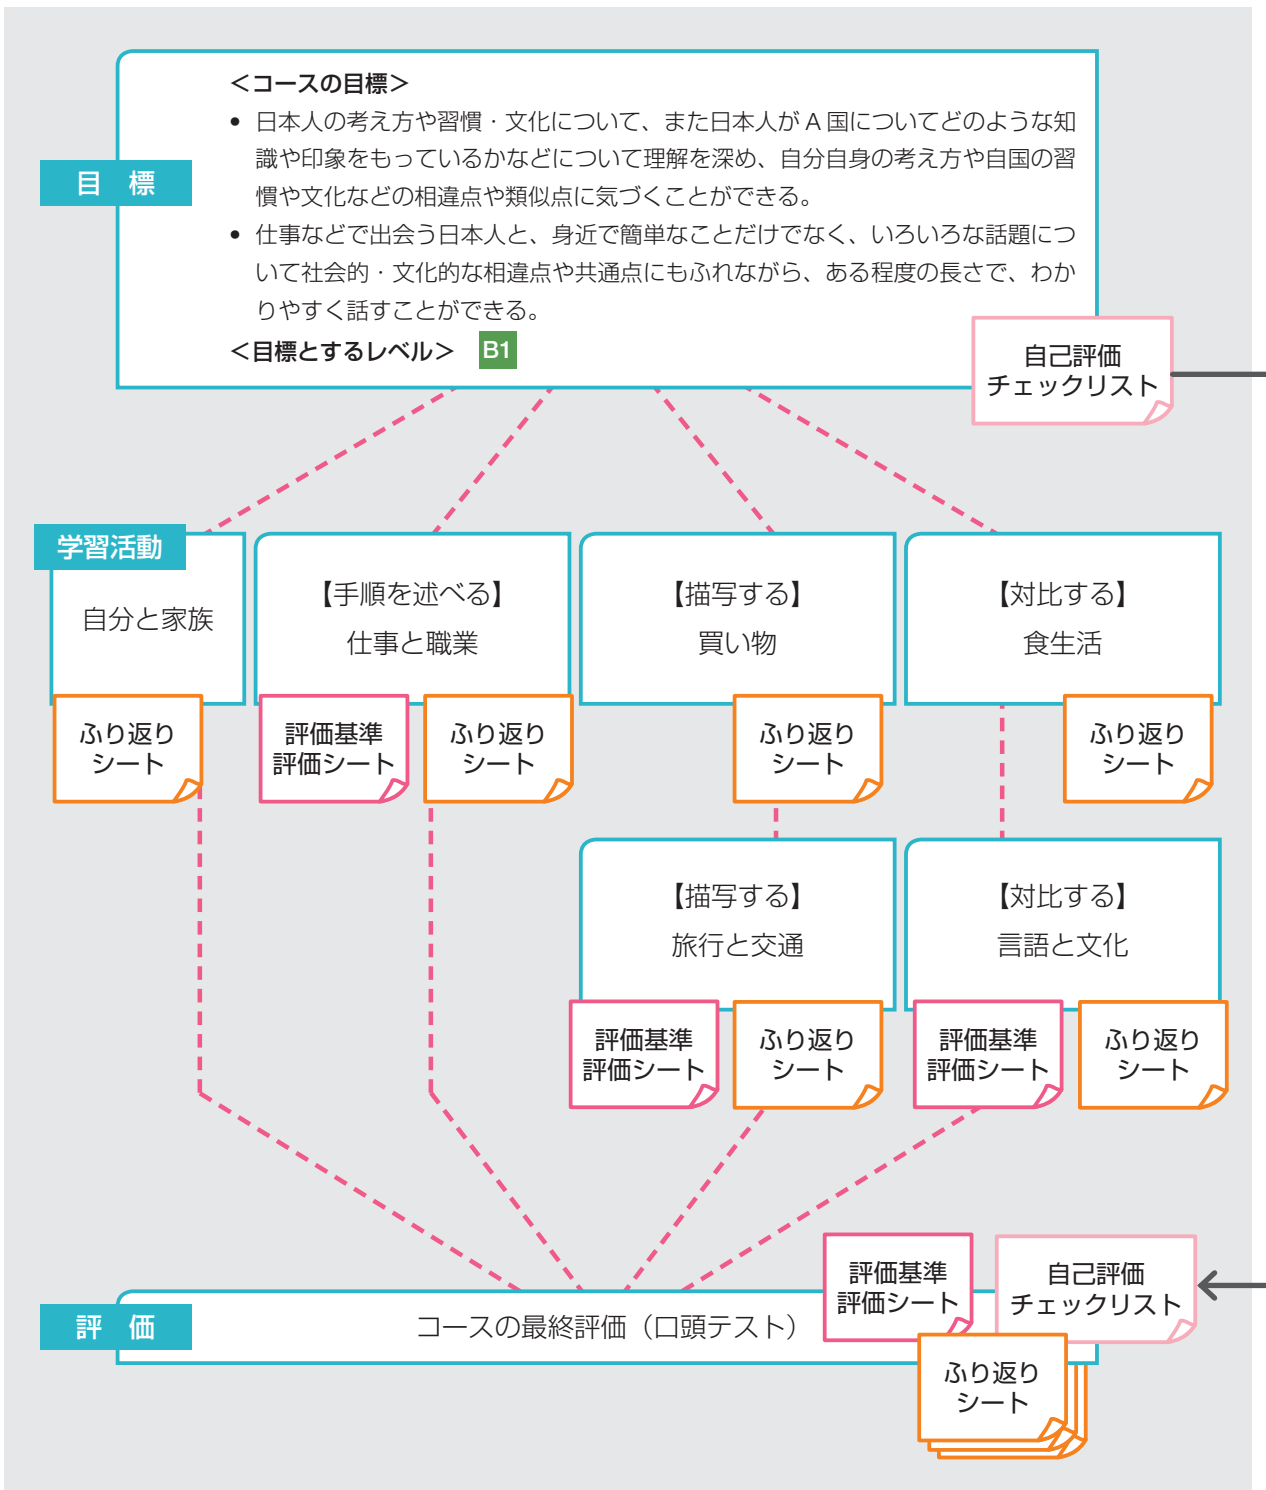 ＜コースの目標＞
• 日本人の考え方や習慣・文化について、また日本人が A 国についてどのような知
識や印象をもっているかなどについて理解を深め、自分自身の考え方や自国の習
慣や文化などの相違点や類似点に気づくことができる。
• 仕事などで出会う日本人と、身近で簡単なことだけでなく、いろいろな話題につ
いて社会的・文化的な相違点や共通点にもふれながら、ある程度の長さで、わか
りやすく話すことができる。
＜目標とするレベル＞ B1
目 標
自己評価
チェックリスト
学習活動
自分と家族
【手順を述べる】
仕事と職業
【描写する】
買い物
【対比する】
食生活
ふり返り
シート
評価基準
評価シート
ふり返り
シート
ふり返り
シート
ふり返り
シート
【描写する】
旅行と交通
【対比する】
言語と文化
評価基準
評価シート
ふり返り
シート
評価基準
評価シート
ふり返り
シート
評 価
コースの最終評価（口頭テスト）
評価基準
評価シート
自己評価
チェックリスト
ふり返り
シート